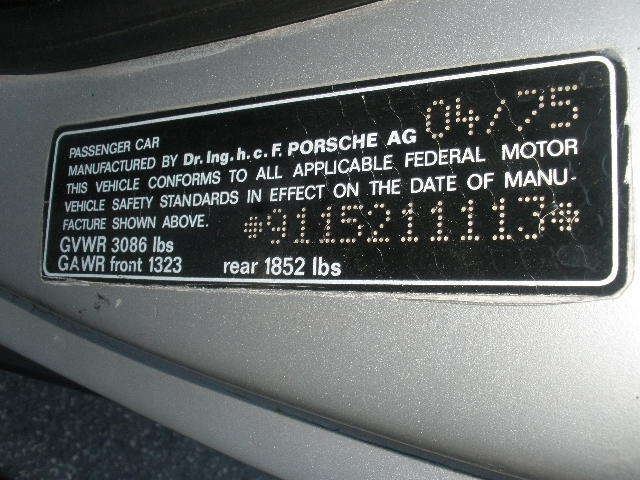 04/75
PASSENGER CAR
MANUFACTURED BY Dr. Ing. h. c. F. PORSCHE AG
THIS VEHICLE CONFORMS TO ALL APPLICABLE FEDERAL MOTOR
VEHICLE SAFETY STANDARDS IN EFFECT ON THE DATE OF MANU-
FACTURE SHOWN ABOVE.
*9115211113*
GVWR 3086 lbs
GAWR front 1323 rear 1852 lbs